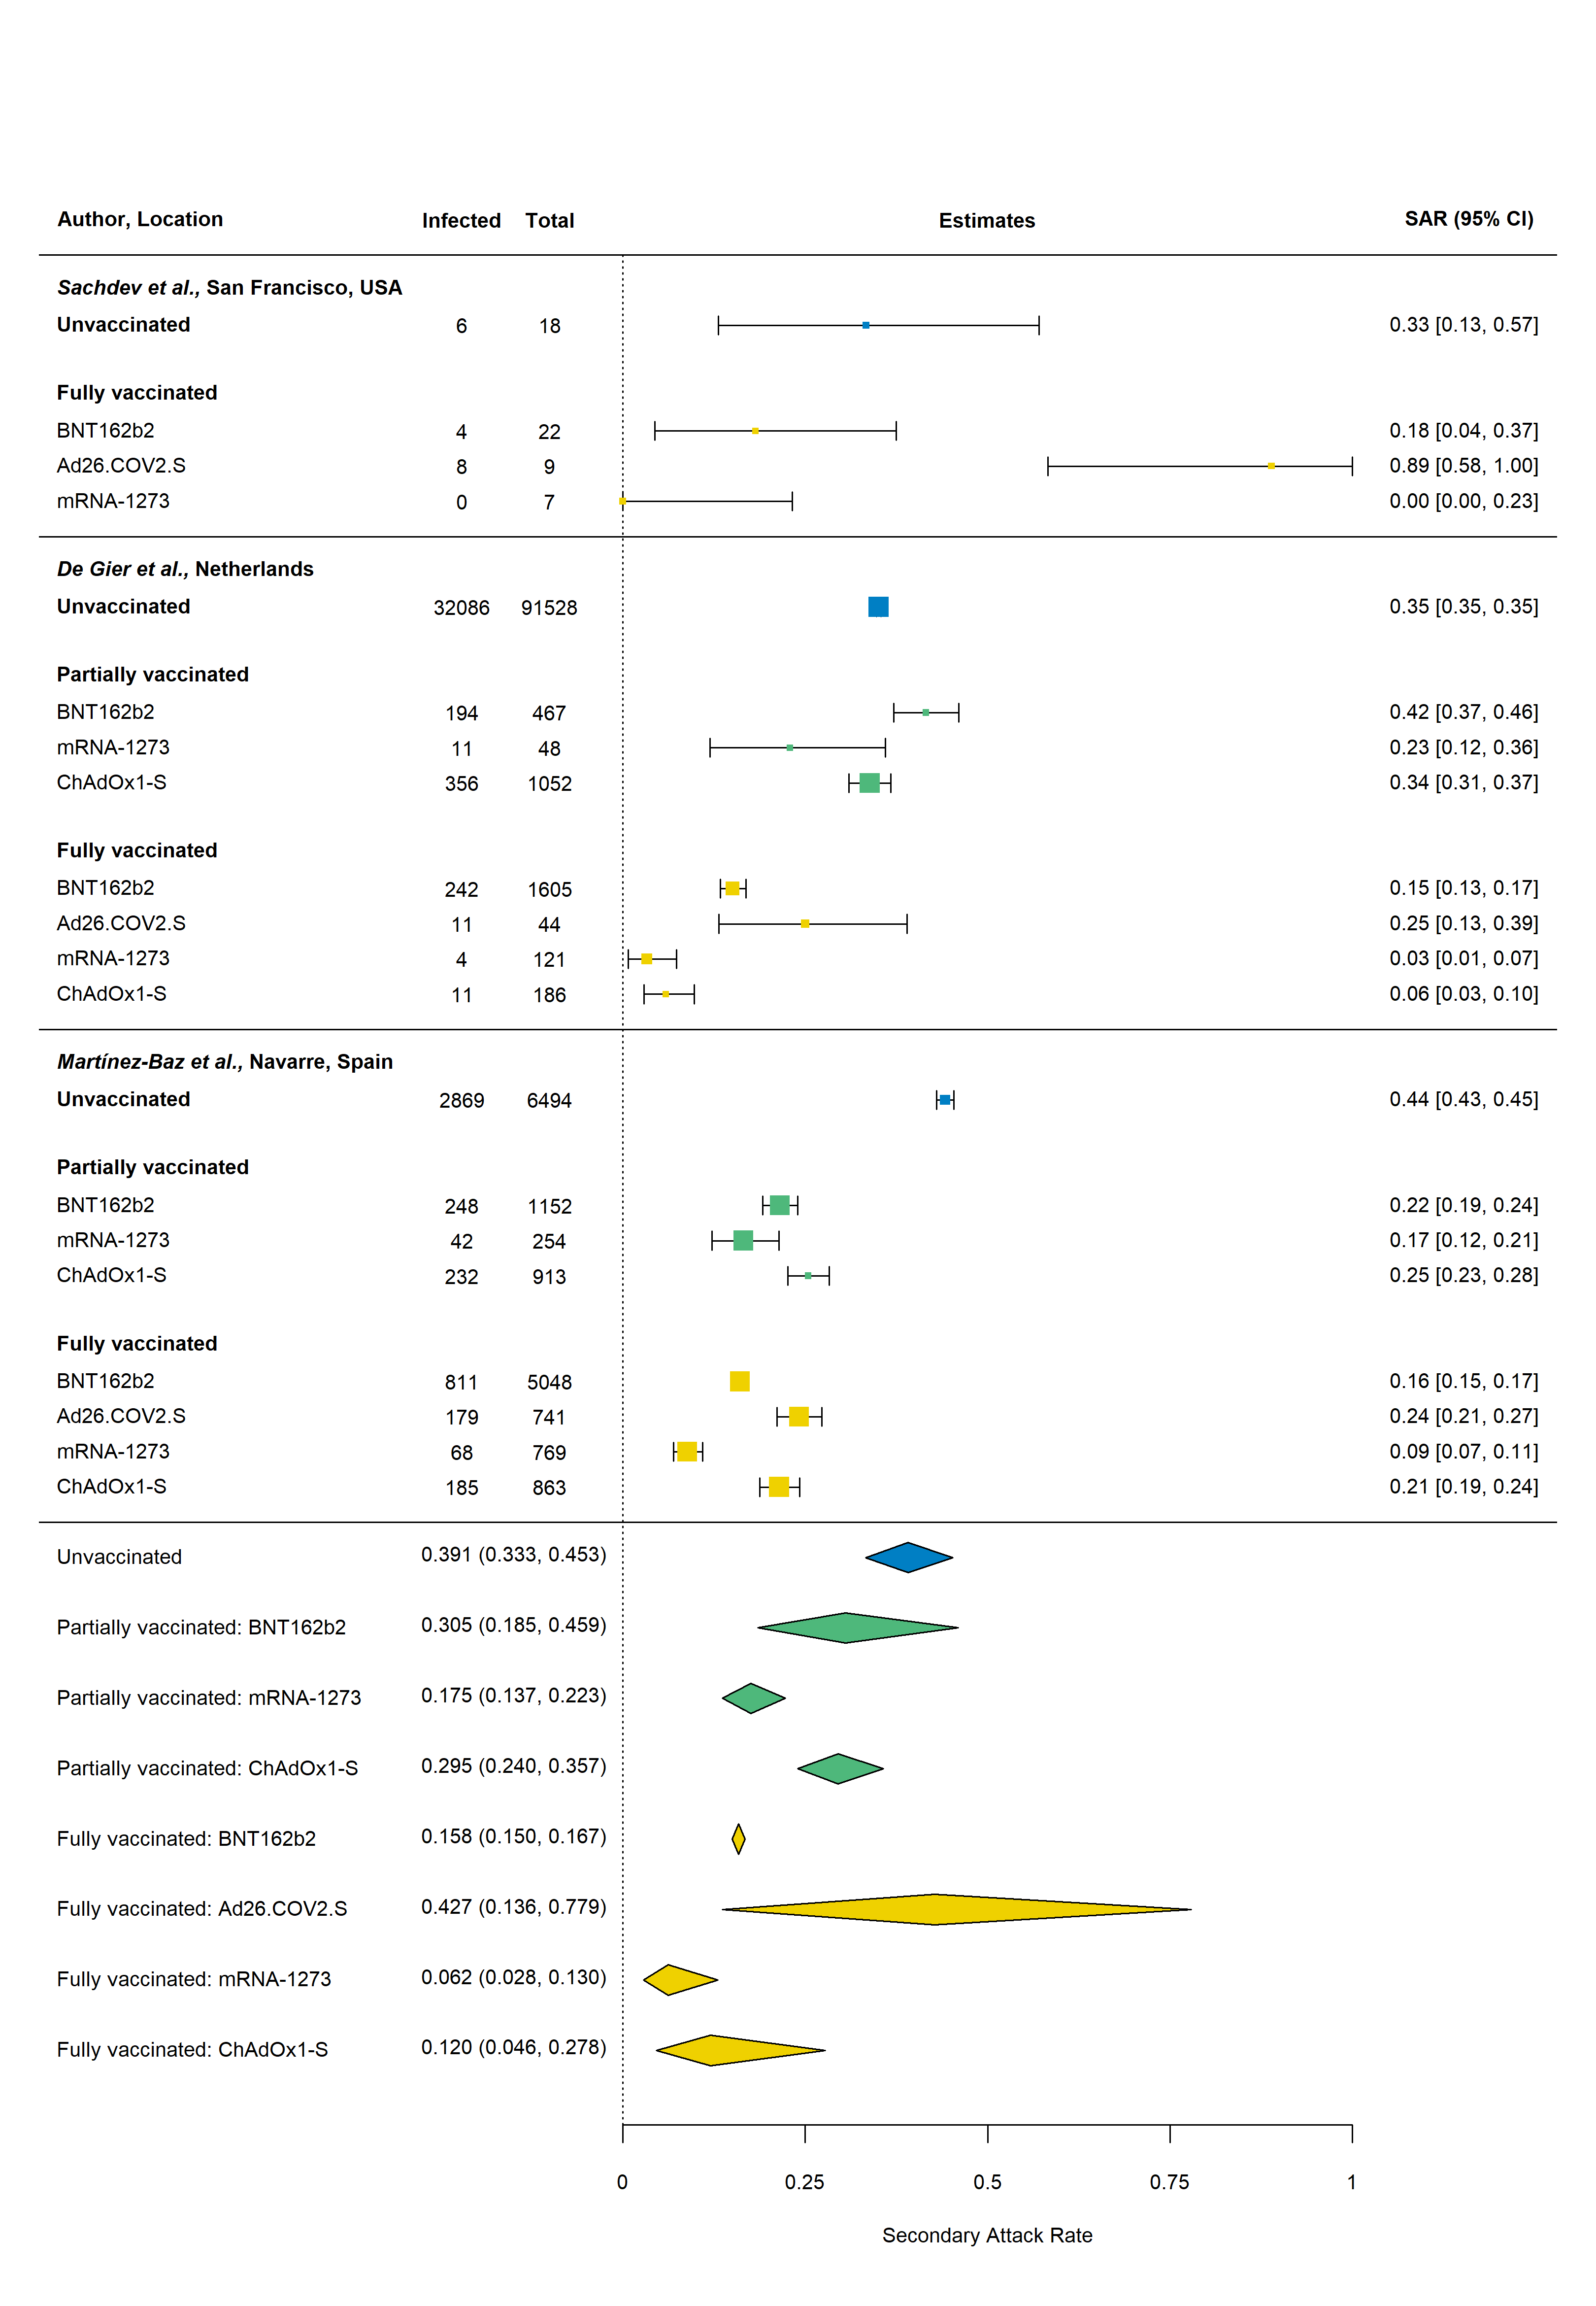 Author, Location Infected Total Estimates SAR (95% CI)
Sachdev et al., San Francisco, USA
Unvaccinated 6 18 0.33 [0.13, 0.57]
Fully vaccinated
BNT162b2 4 22 0.18 [0.04, 0.37]
Ad26.COV2.S 8 9 0.89 [0.58, 1.00]
mRNA-1273 0 7 0.00 [0.00, 0.23]
De Gier et al., Netherlands
Unvaccinated 32086 91528 0.35 [0.35, 0.35]
Partially vaccinated
BNT162b2 194 467 0.42 [0.37, 0.46]
mRNA-1273 11 48 0.23 [0.12, 0.36]
ChAdOx1-S 356 1052 0.34 [0.31, 0.37]
Fully vaccinated
BNT162b2 242 1605 0.15 [0.13, 0.17]
Ad26.COV2.S 11 44 0.25 [0.13, 0.39]
mRNA-1273 4 121 0.03 [0.01, 0.07]
ChAdOx1-S 11 186 0.06 [0.03, 0.10]
Martínez-Baz et al., Navarre, Spain
Unvaccinated 2869 6494 0.44 [0.43, 0.45]
Partially vaccinated
BNT162b2 248 1152 0.22 [0.19, 0.24]
mRNA-1273 42 254 0.17 [0.12, 0.21]
ChAdOx1-S 232 913 0.25 [0.23, 0.28]
Fully vaccinated
BNT162b2 811 5048 0.16 [0.15, 0.17]
Ad26.COV2.S 179 741 0.24 [0.21, 0.27]
mRNA-1273 68 769 0.09 [0.07, 0.11]
ChAdOx1-S 185 863 0.21 [0.19, 0.24]
Unvaccinated 0.391 (0.333, 0.453)
Partially vaccinated: BNT162b2 0.305 (0.185, 0.459)
Partially vaccinated: mRNA-1273 0.175 (0.137, 0.223)
Partially vaccinated: ChAdOx1-S 0.295 (0.240, 0.357)
Fully vaccinated: BNT162b2 0.158 (0.150, 0.167)
Fully vaccinated: Ad26.COV2.S 0.427 (0.136, 0.779)
Fully vaccinated: mRNA-1273 0.062 (0.028, 0.130)
Fully vaccinated: ChAdOx1-S 0.120 (0.046, 0.278)
0 0.25 0.5 0.75 1
Secondary Attack Rate